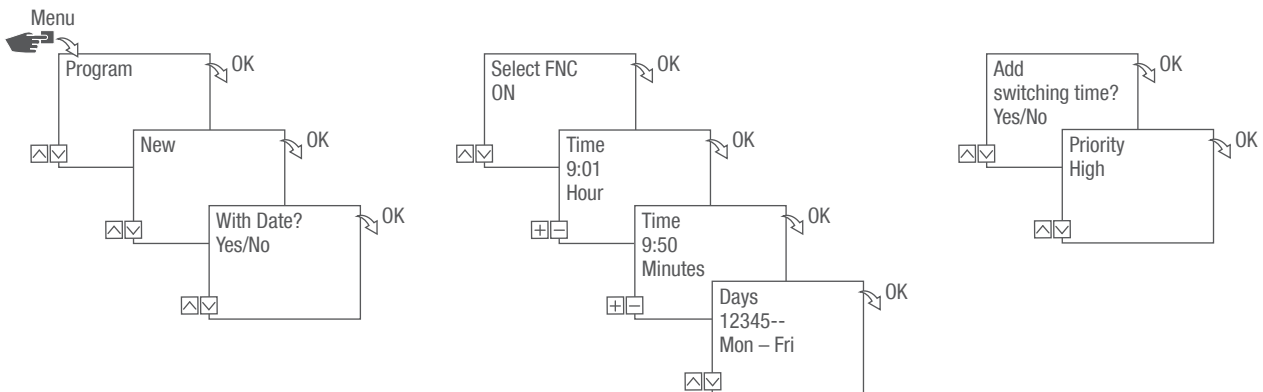 Menu
Program
OK
New
OK
With Date?
Yes/No
OK
Select FNC
ON
OK
Time
9:01
Hour
OK
Time
9:50
Minutes
OK
Days
12345--
Mon – Fri
OK
Add
switching time?
Yes/No
OK
Priority
High
OK